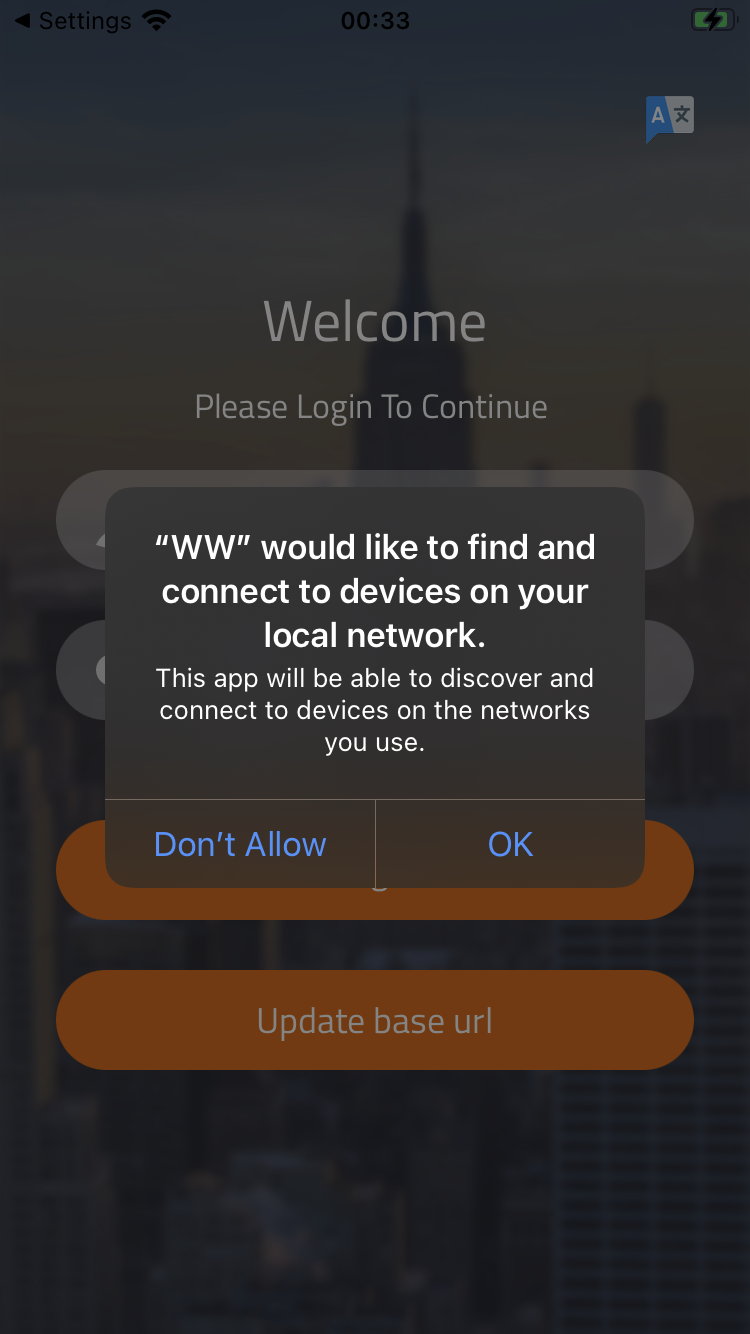 Settings
00:33
A 文
Welcome
Please Login To Continue
“WW” would like to find and
connect to devices on your
local network.
This app will be able to discover and
connect to devices on the networks
you use.
Don’t Allow
OK
Update base url